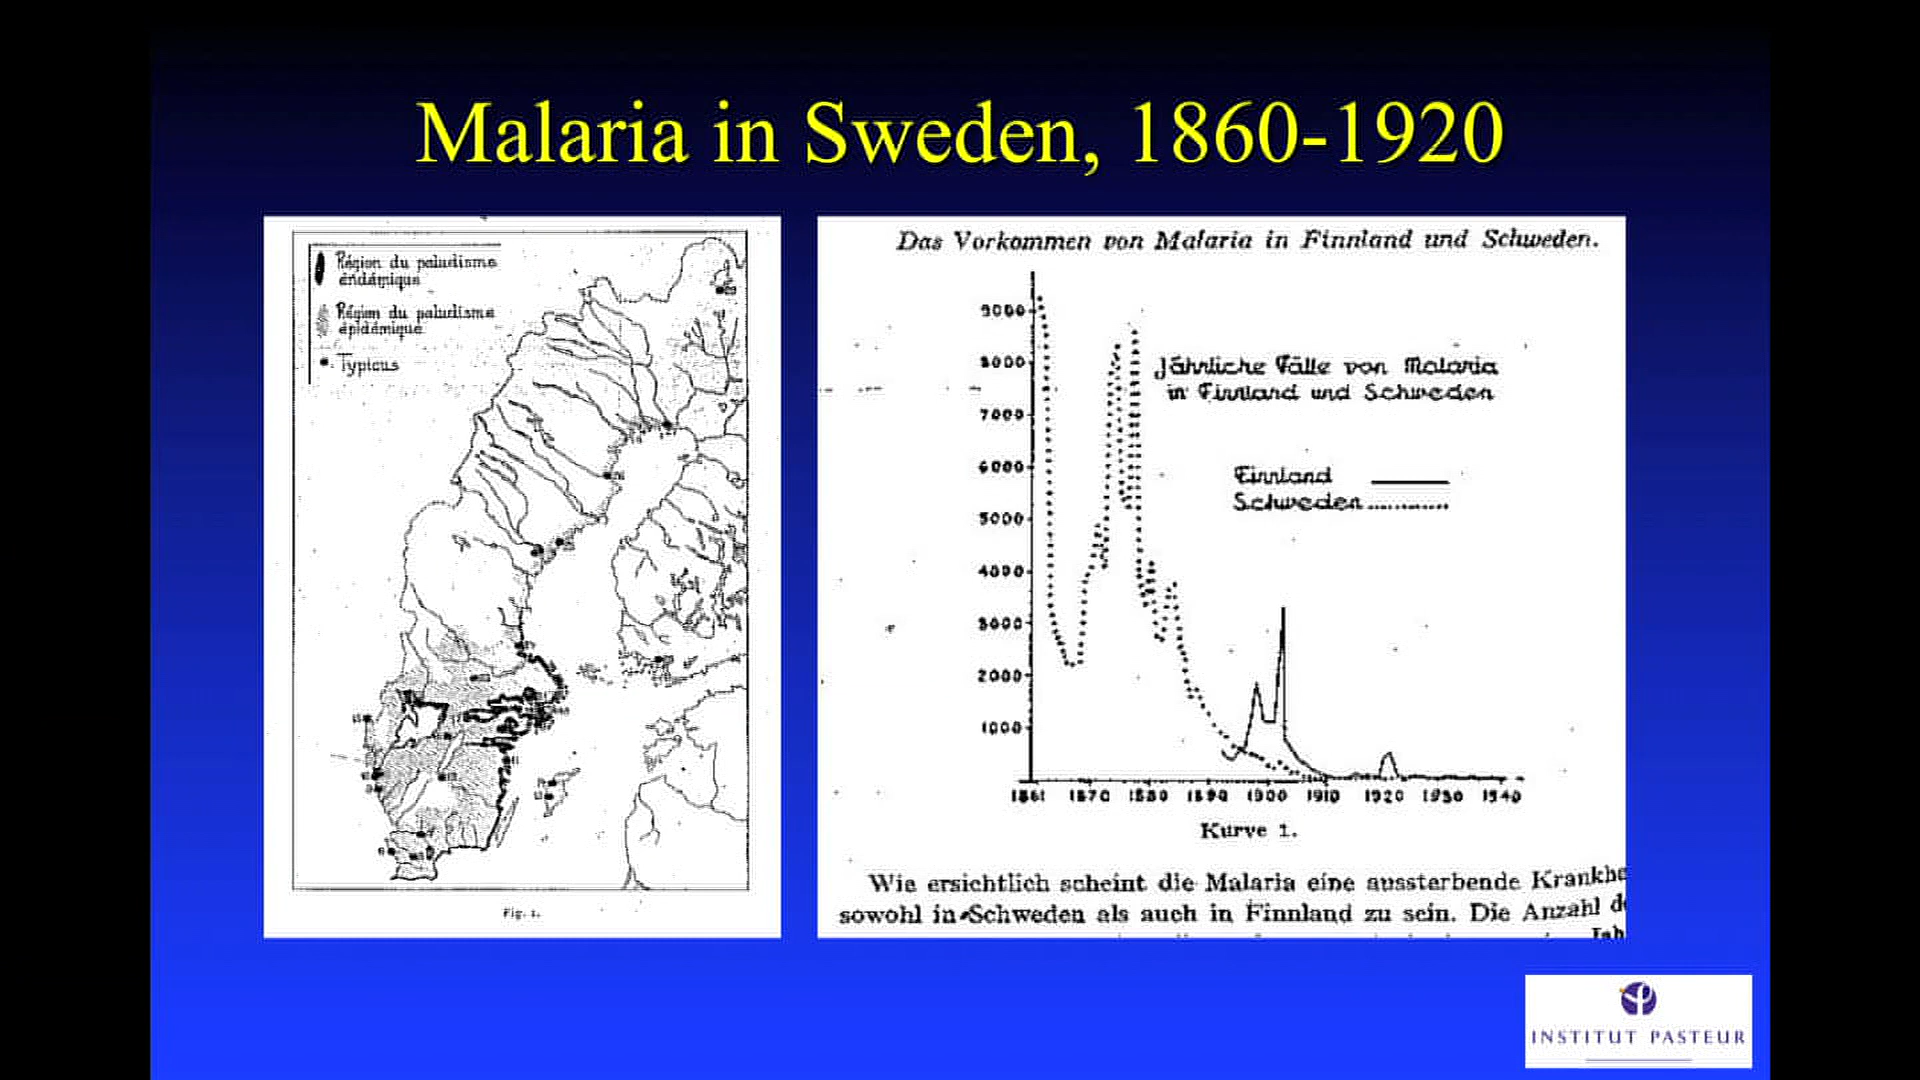 Malaria in Sweden, 1860-1920
Région du paludisme
éndámique
Région du paludisme
épidámique
Typicus
Fig. 1.
Das Vorkommen von Malaria in Finnland und Schweden.
9000
8000
7000
6000
5000
4000
3000
2000
1000
Jährliche Fälle von Malaria
in Finnland und Schweden
Finnland
Schweden
1861 1870 1880 1890 1900 1910 1920 1930 1940
Kurve 1.
Wie ersichtlich scheint die Malaria eine aussterbende Krankhe
sowohl in Schweden als auch in Finnland zu sein. Die Anzahl d
Jah
INSTITUT PASTEUR